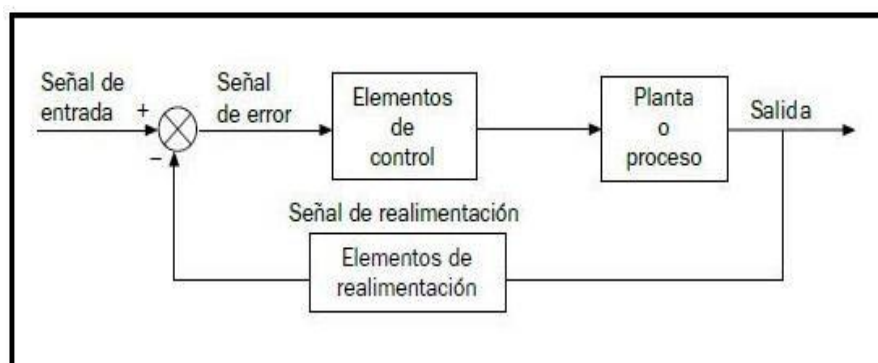 Señal de
entrada
+
−
Señal
de error
Elementos
de
control
Planta
o
proceso
Salida
Señal de realimentación
Elementos de
realimentación